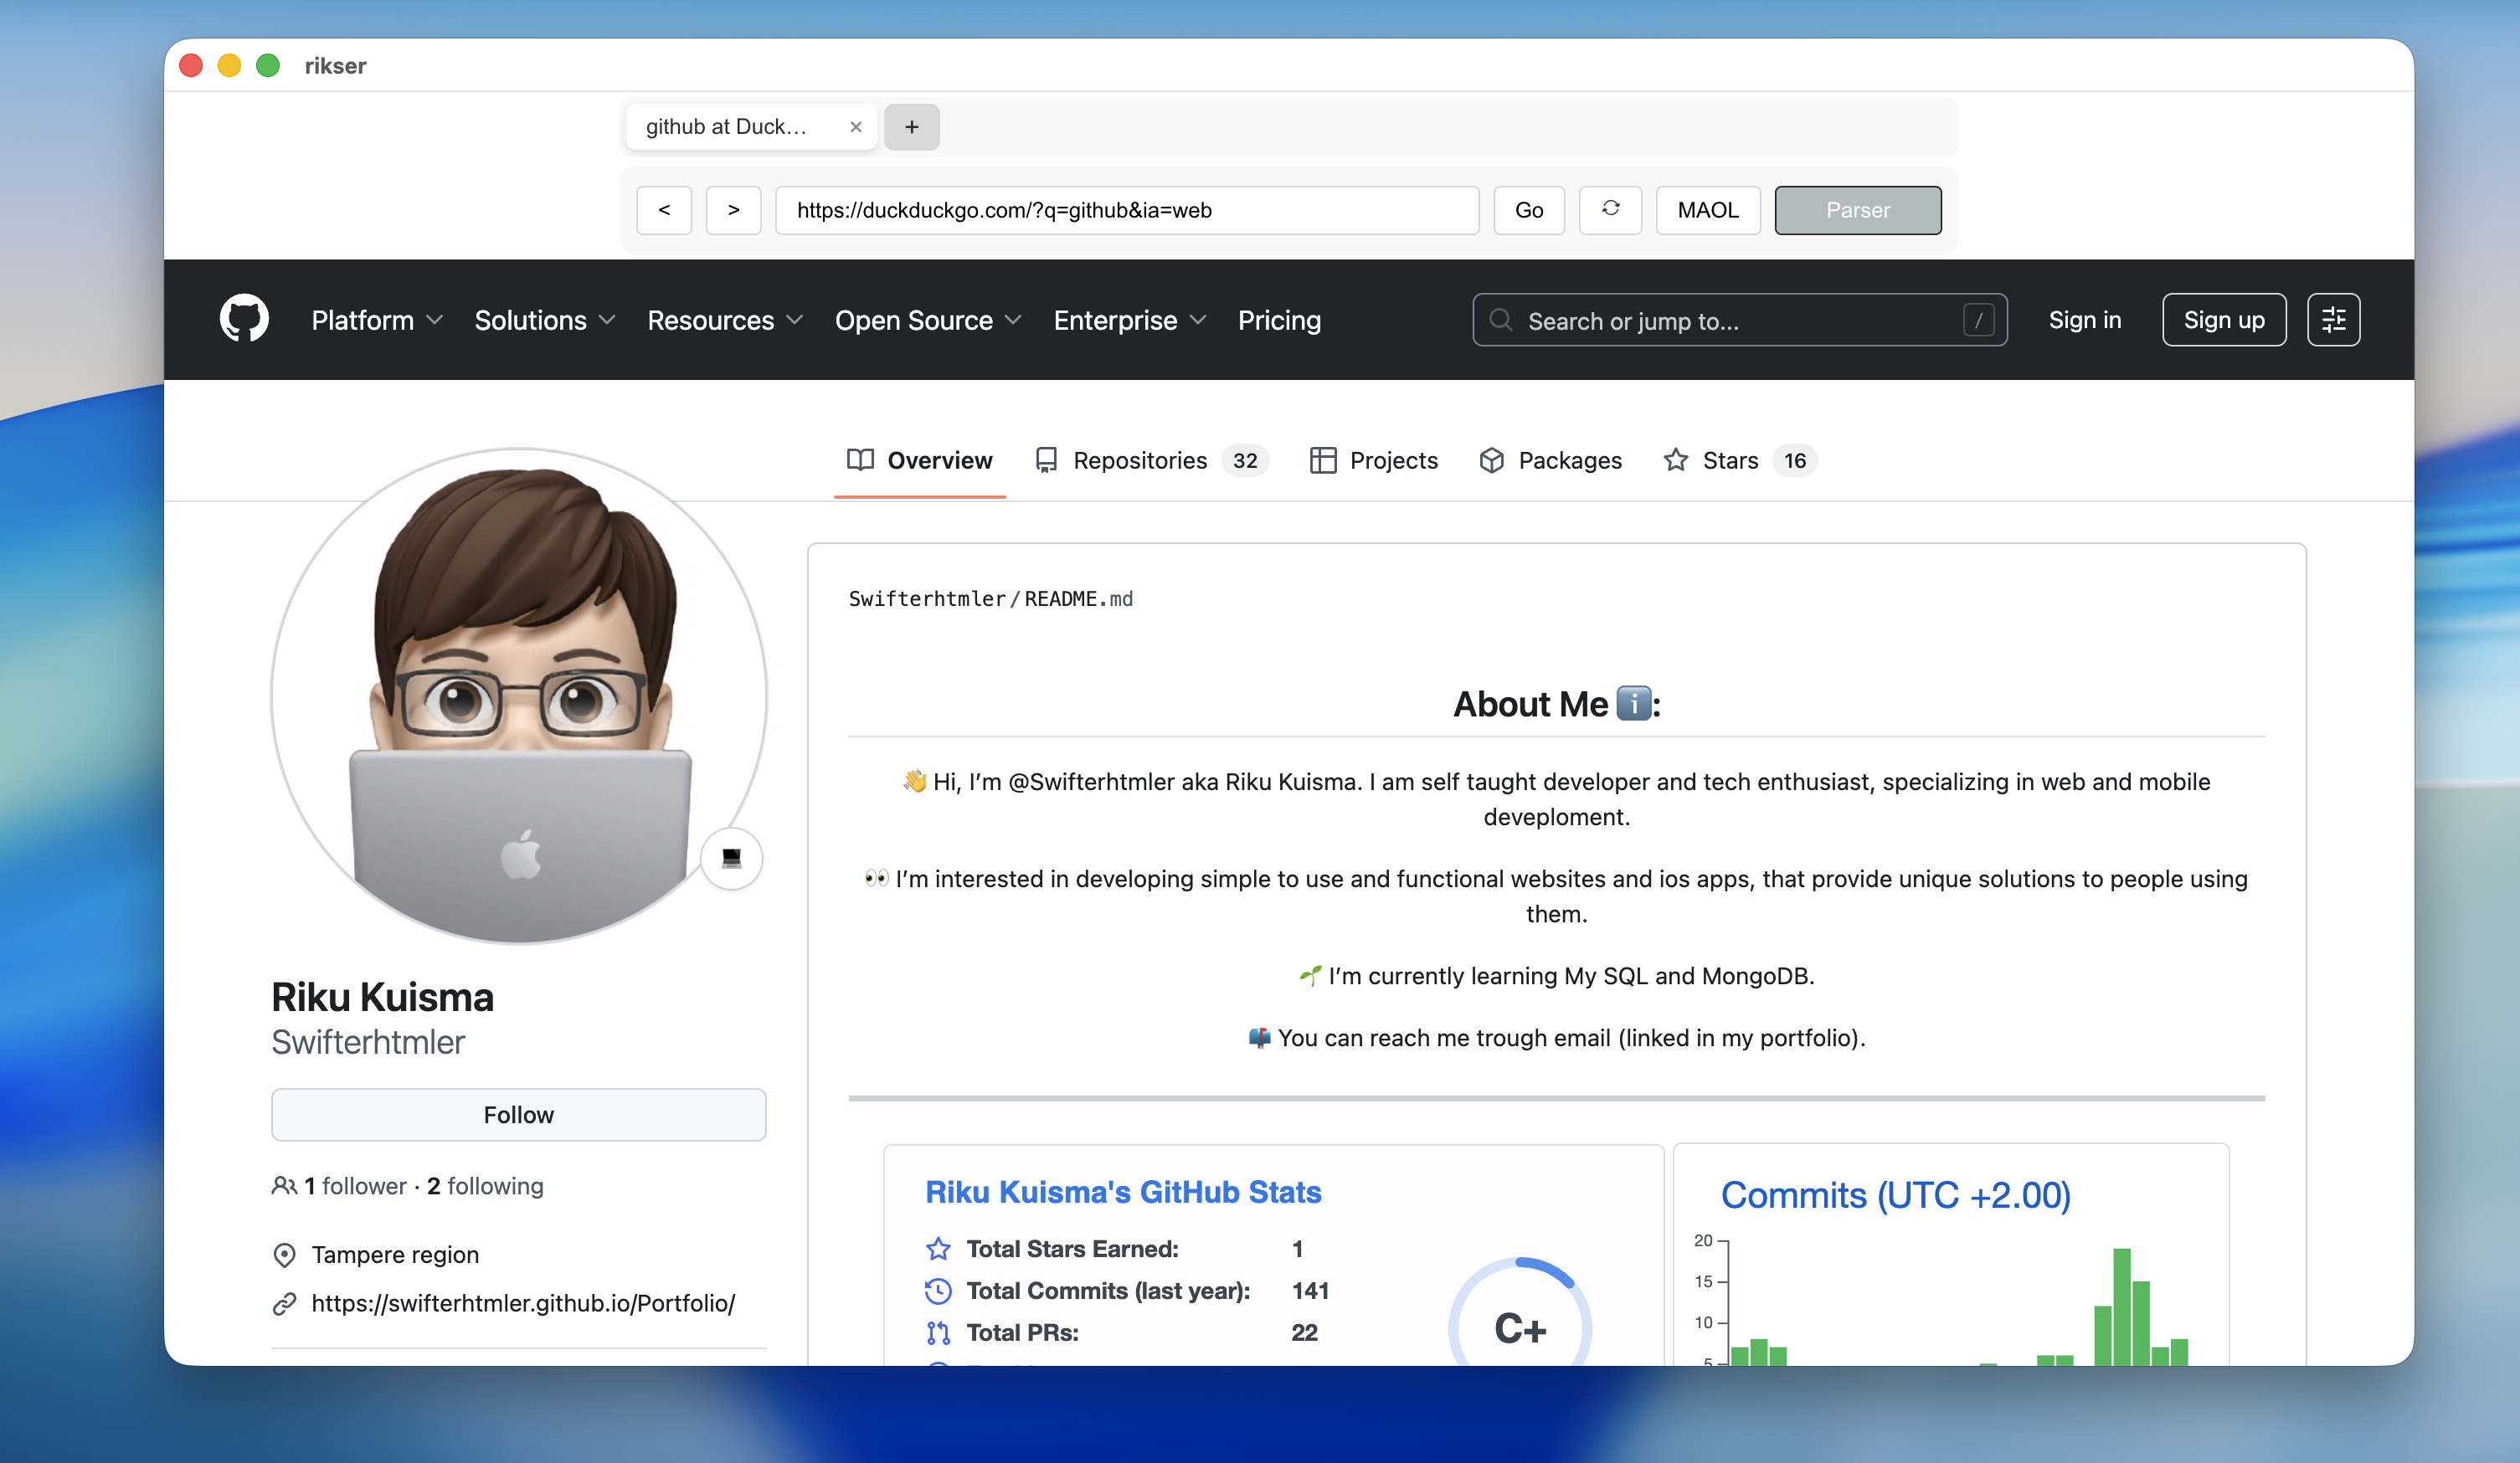 rikser
github at Duck... × +
< > https://duckduckgo.com/?q=github&ia=web Go MAOL Parser
Platform Solutions Resources Open Source Enterprise Pricing Search or jump to... / Sign in Sign up
Overview Repositories 32 Projects Packages Stars 16
Swifterhtmler/README.md
About Me ℹ️:
👋 Hi, I’m @Swifterhtmler aka Riku Kuisma. I am self taught developer and tech enthusiast, specializing in web and mobile
deveploment.
👀 I’m interested in developing simple to use and functional websites and ios apps, that provide unique solutions to people using
them.
🌱 I’m currently learning My SQL and MongoDB.
📫 You can reach me trough email (linked in my portfolio).
Riku Kuisma
Swifterhtmler
Follow
1 follower · 2 following
Tampere region
https://swifterhtmler.github.io/Portfolio/
Riku Kuisma's GitHub Stats
Total Stars Earned: 1
Total Commits (last year): 141
Total PRs: 22
C+
Commits (UTC +2.00)
20
15
10
5